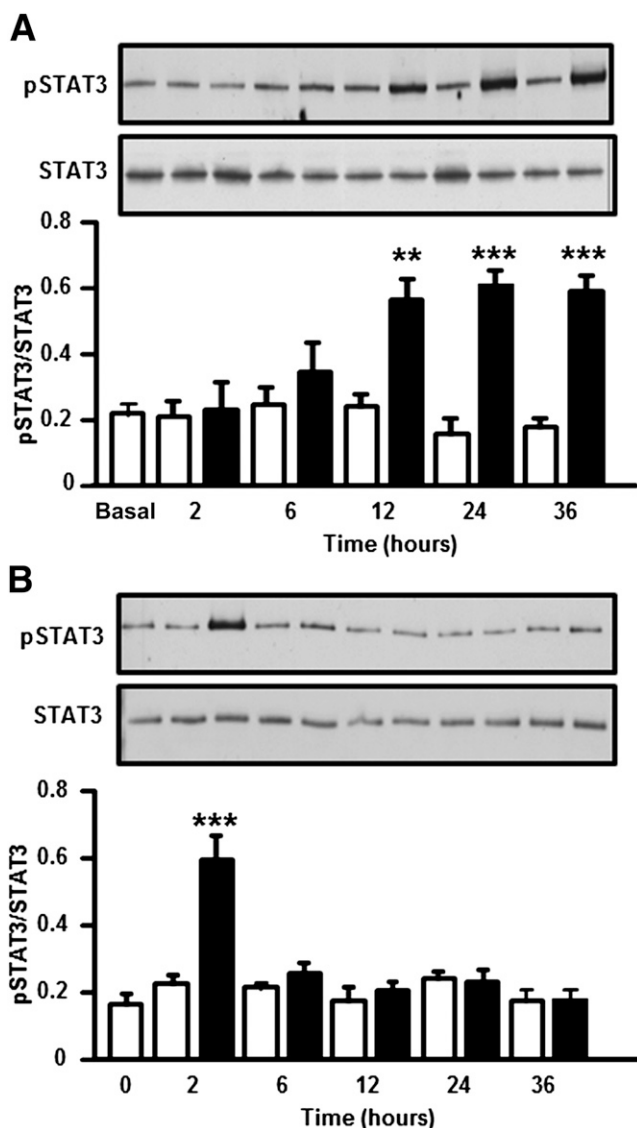 A
pSTAT3
STAT3
0.8
** *** ***
0.6
0.4
0.2
0
pSTAT3/STAT3
Basal 2 6 12 24 36
Time (hours)
B
pSTAT3
STAT3
0.8
***
0.6
0.4
0.2
0
pSTAT3/STAT3
0 2 6 12 24 36
Time (hours)